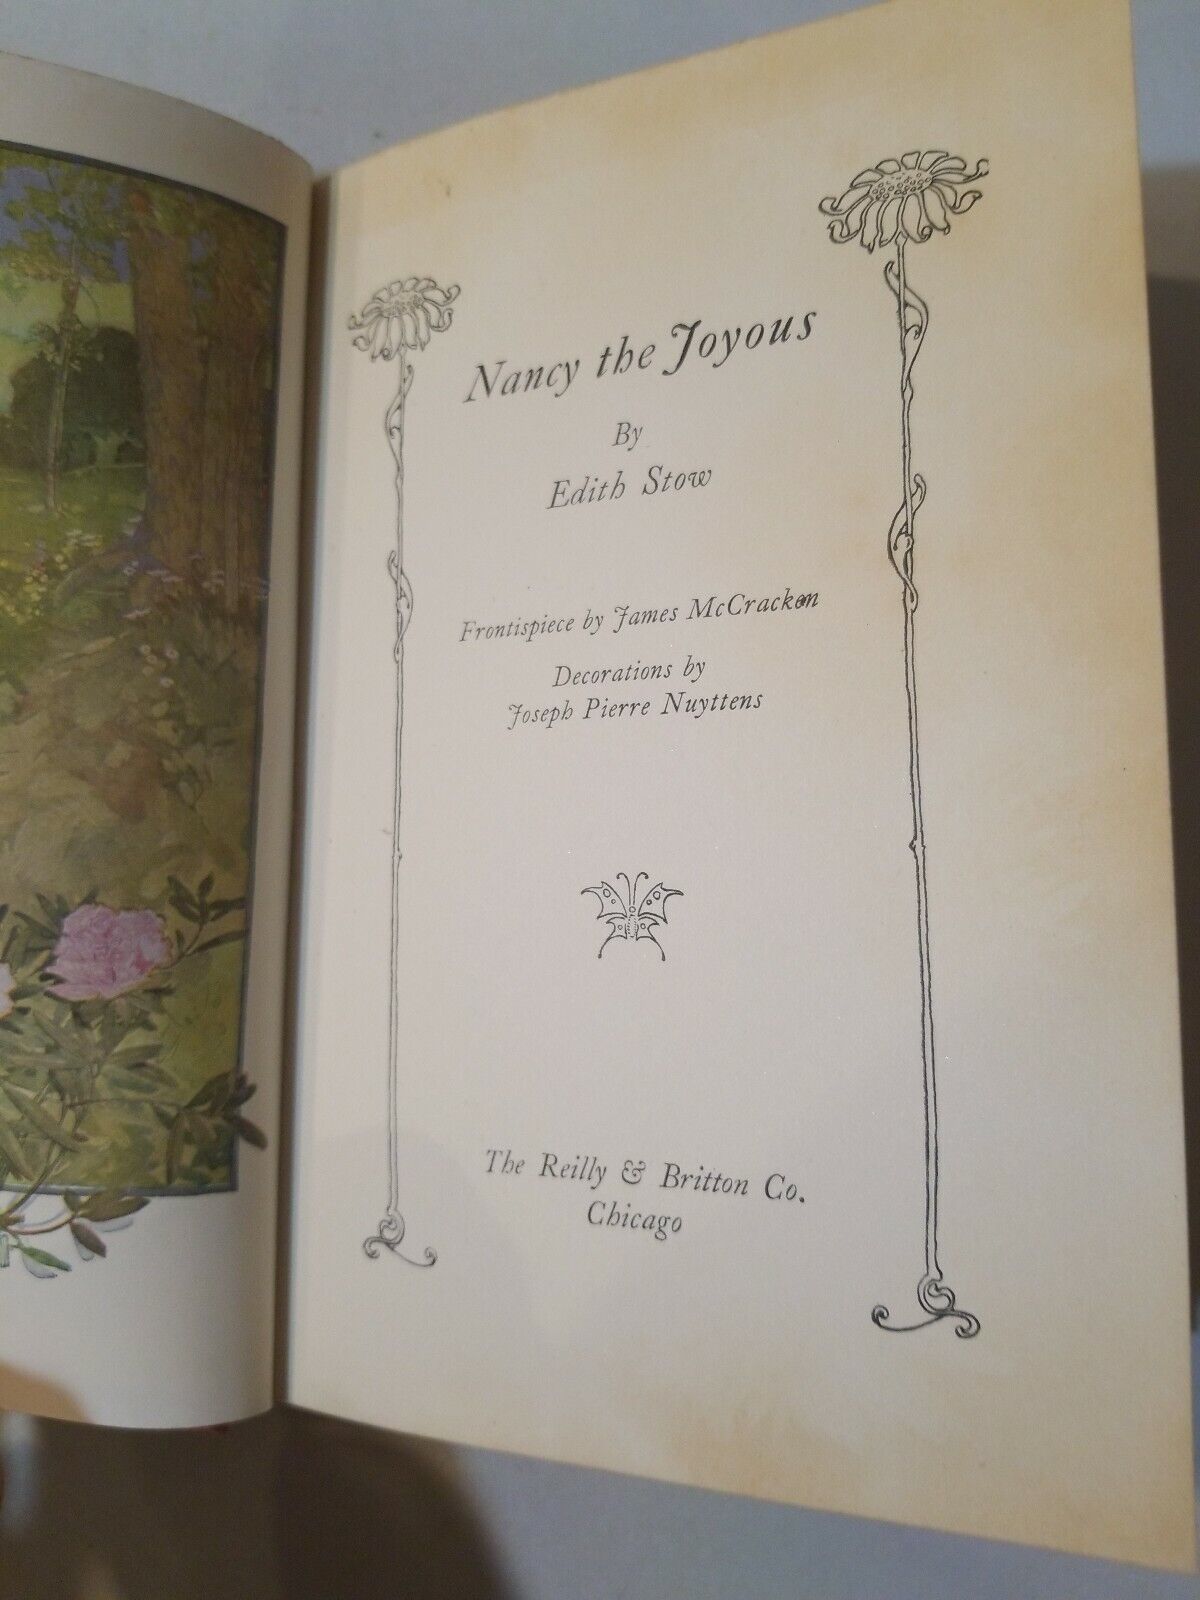 Nancy the Joyous
By
Edith Stow
Frontispiece by James McCracken
Decorations by
Joseph Pierre Nuyttens
The Reilly & Britton Co.
Chicago